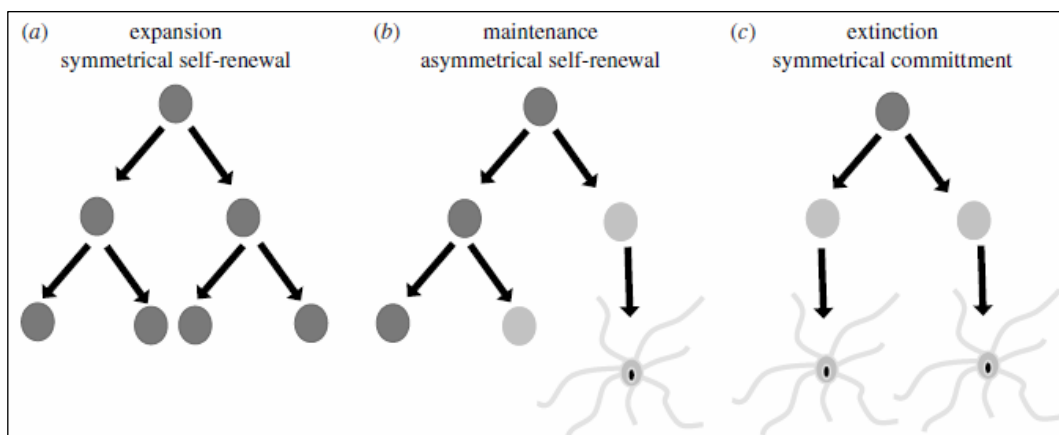 (a) expansion
symmetrical self-renewal
(b) maintenance
asymmetrical self-renewal
(c) extinction
symmetrical committment